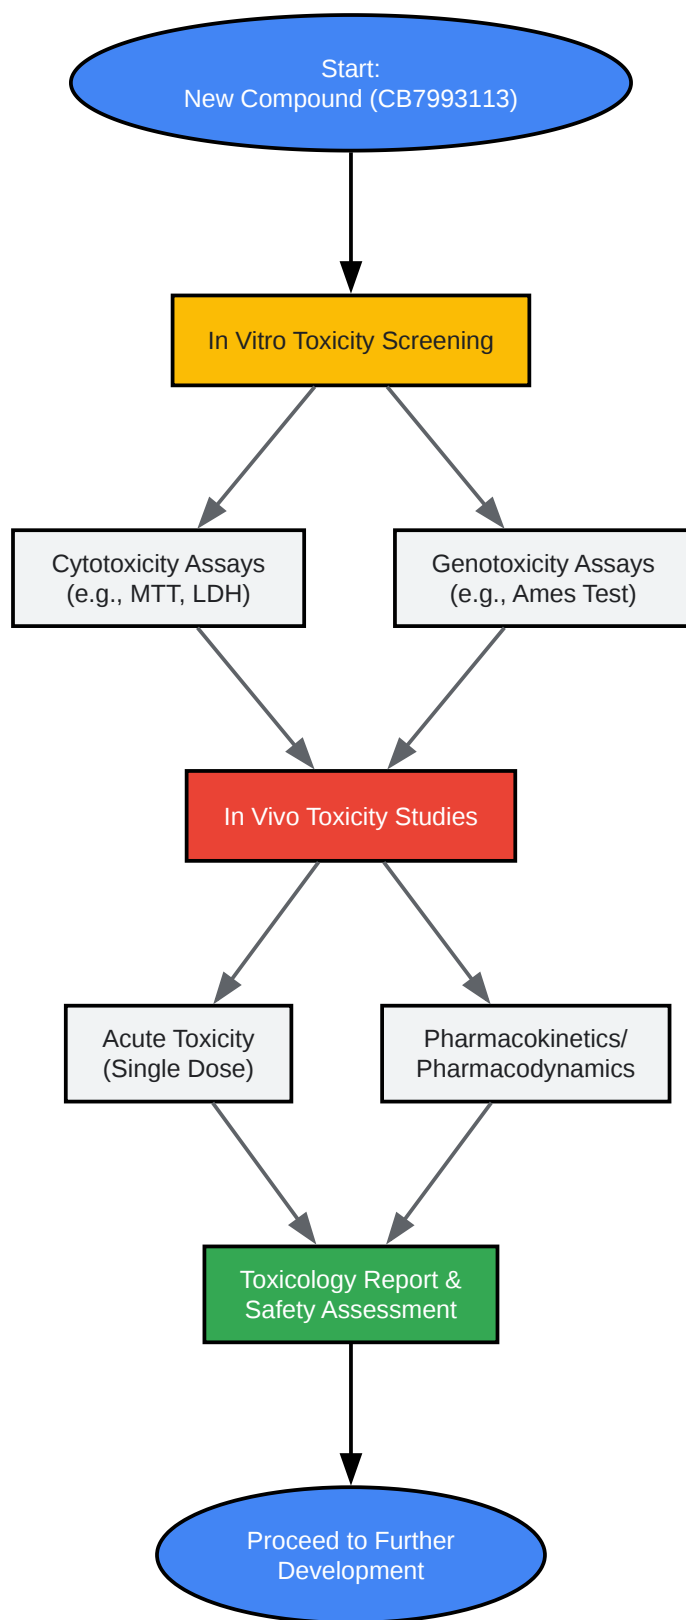 Start:
New Compound (CB7993113)
In Vitro Toxicity Screening
Cytotoxicity Assays
(e.g., MTT, LDH)
Genotoxicity Assays
(e.g., Ames Test)
In Vivo Toxicity Studies
Acute Toxicity
(Single Dose)
Pharmacokinetics/
Pharmacodynamics
Toxicology Report &
Safety Assessment
Proceed to Further
Development